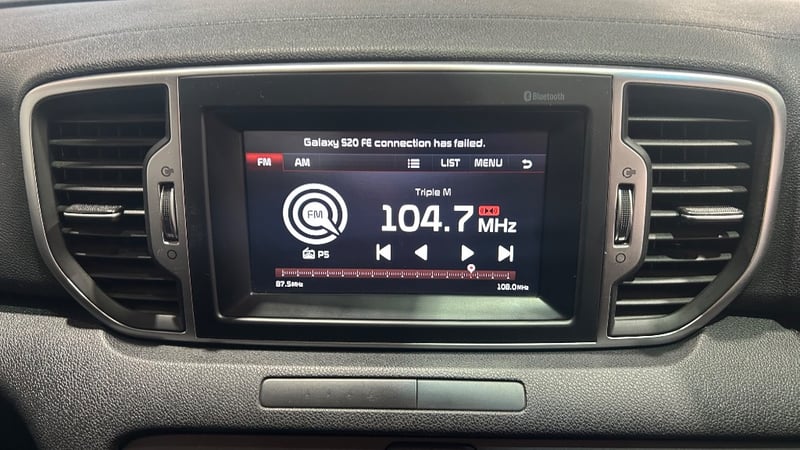 Bluetooth
Galaxy S20 FE connection has failed.
FM AM LIST MENU
Triple M
FM
104.7 MHz
P5
87.5MHz 108.0MHz